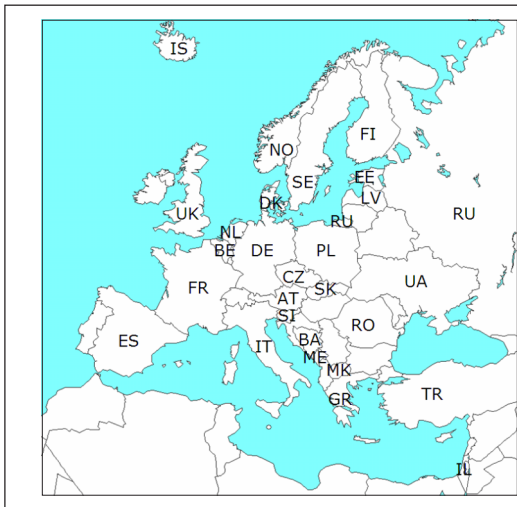 IS
FI
NO
EE
SE
LV
DK
UK
RU
RU
NL
BE
DE
PL
CZ
UA
FR
SK
AT
SI
RO
ES
BA
IT
ME
MK
TR
GR
IL